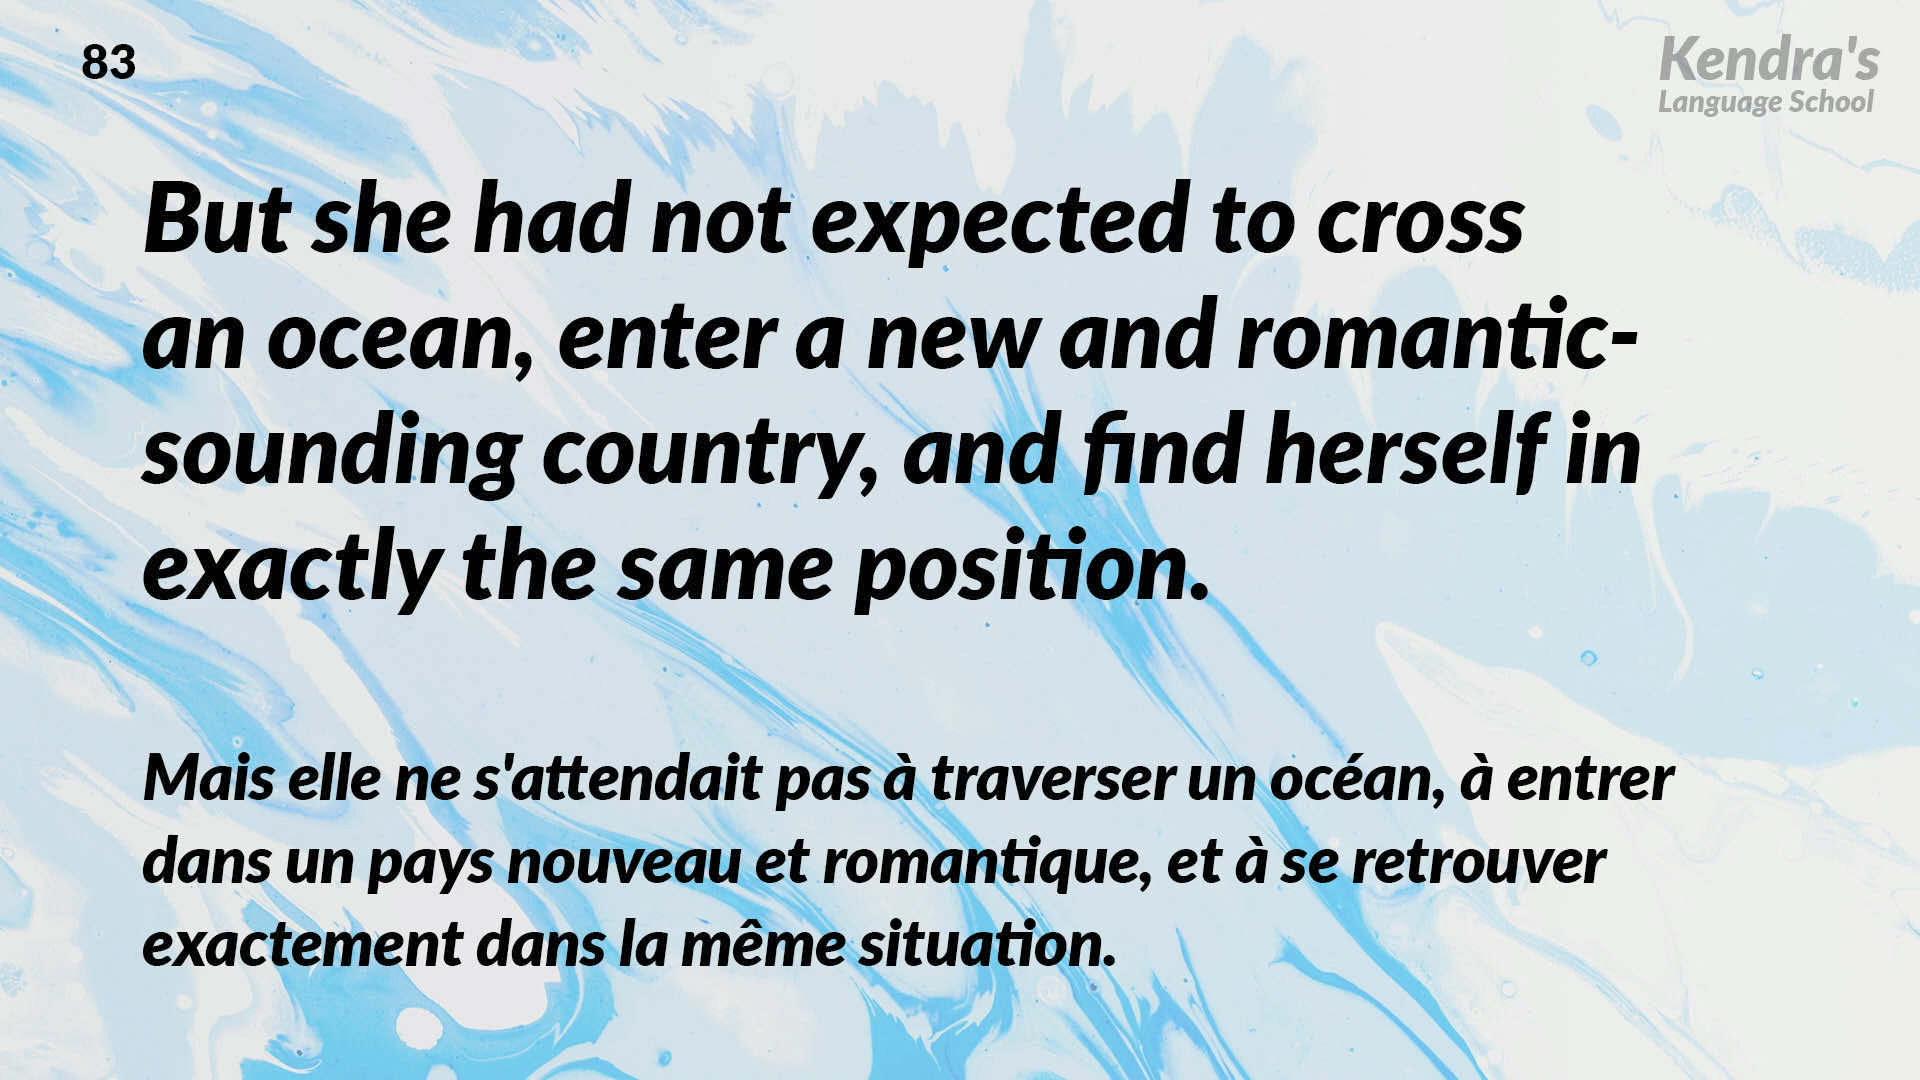 83
Kendra's
Language School
But she had not expected to cross
an ocean, enter a new and romantic-
sounding country, and find herself in
exactly the same position.
Mais elle ne s'attendait pas à traverser un océan, à entrer
dans un pays nouveau et romantique, et à se retrouver
exactement dans la même situation.